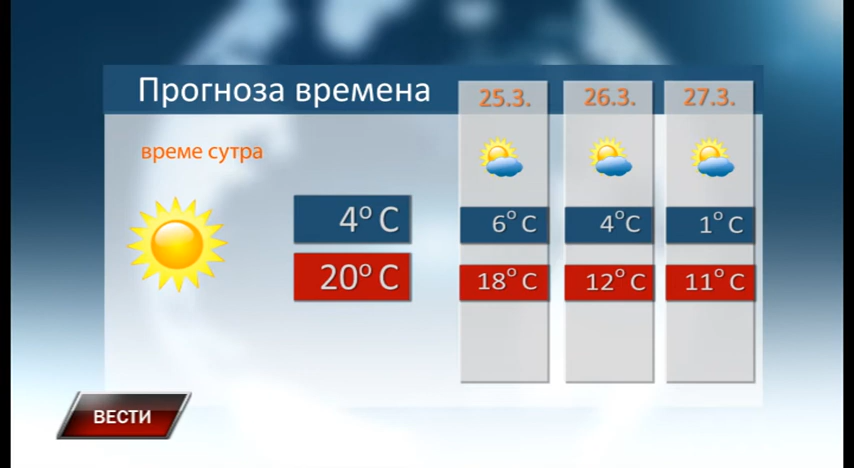 Прогноза времена
време сутра
4° C
20° C
25.3. 26.3. 27.3.
6° C 4°C 1° C
18° C 12° C 11° C
ВЕСТИ